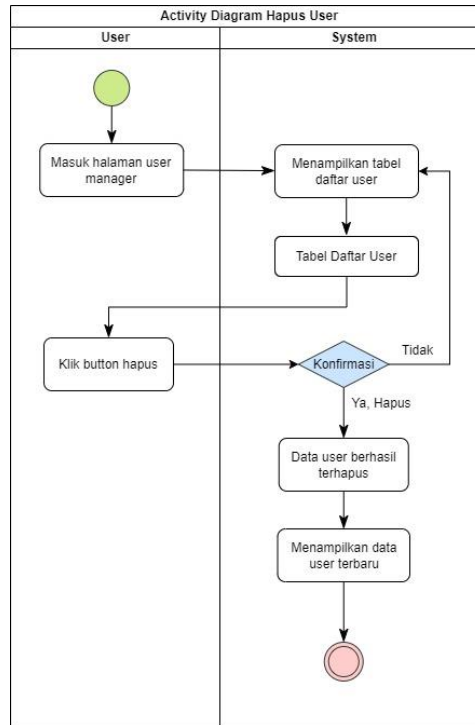 Activity Diagram Hapus User
User
System
Masuk halaman user
manager
Menampilkan tabel
daftar user
Tabel Daftar User
Klik button hapus
Konfirmasi
Tidak
Ya, Hapus
Data user berhasil
terhapus
Menampilkan data
user terbaru